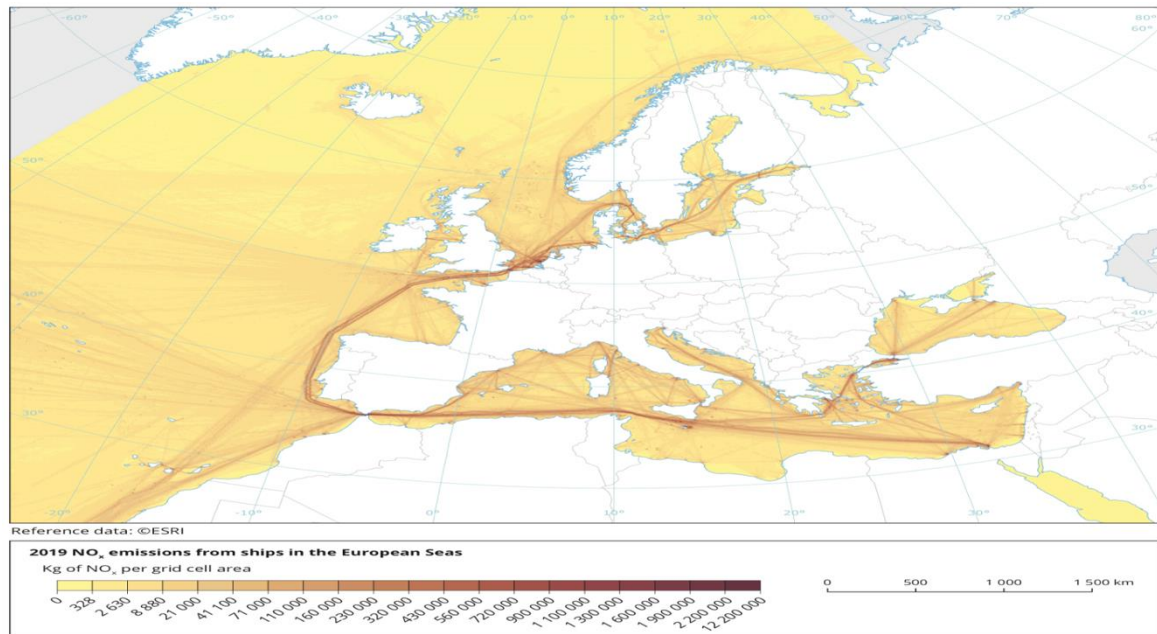 -60° -50° -40° -30° -20° -10° 0° 10° 20° 30° 40° 50° 60° 70° 80°
60°
50°
50°
40°
40°
30°
30°
-20° -10° 0° 10° 20° 30°
Reference data: ©ESRI
2019 NOₓ emissions from ships in the European Seas
Kg of NOₓ per grid cell area
0 328 2 630 8 880 21 000 41 100 71 000 110 000 160 000 230 000 320 000 430 000 560 000 720 000 900 000 1 100 000 1 300 000 1 600 000 1 900 000 2 200 000 12 200 000
0 500 1 000 1 500 km